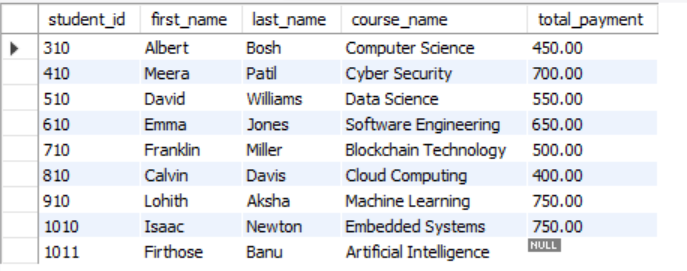 student_id first_name last_name course_name total_payment
310 Albert Bosh Computer Science 450.00
410 Meera Patil Cyber Security 700.00
510 David Williams Data Science 550.00
610 Emma Jones Software Engineering 650.00
710 Franklin Miller Blockchain Technology 500.00
810 Calvin Davis Cloud Computing 400.00
910 Lohith Aksha Machine Learning 750.00
1010 Isaac Newton Embedded Systems 750.00
1011 Firthose Banu Artificial Intelligence NULL